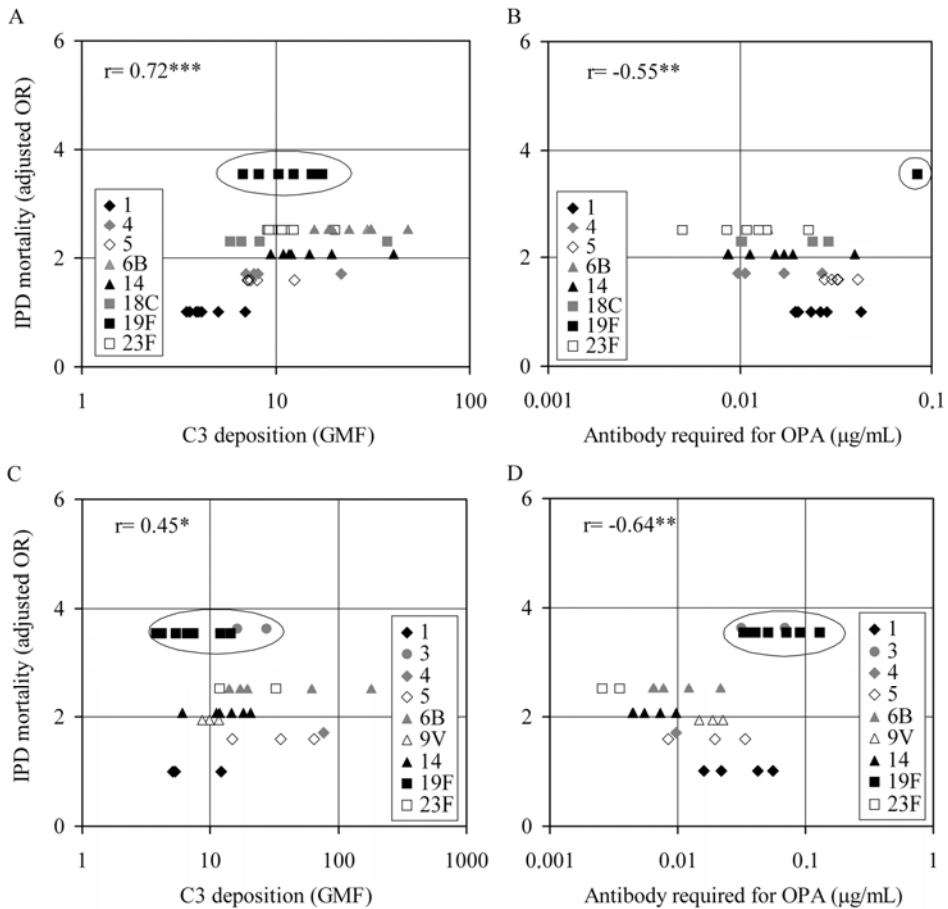 A
B
6
4
2
0
IPD mortality (adjusted OR)
r= 0.72***
1
4
5
6B
14
18C
19F
23F
1
10
100
C3 deposition (GMF)
6
4
2
0
r= -0.55**
1
4
5
6B
14
18C
19F
23F
0.001
0.01
0.1
Antibody required for OPA (µg/mL)
C
D
6
4
2
0
IPD mortality (adjusted OR)
r= 0.45*
1
3
4
5
6B
9V
14
19F
23F
1
10
100
1000
C3 deposition (GMF)
6
4
2
0
r= -0.64**
1
3
4
5
6B
9V
14
19F
23F
0.001
0.01
0.1
1
Antibody required for OPA (µg/mL)